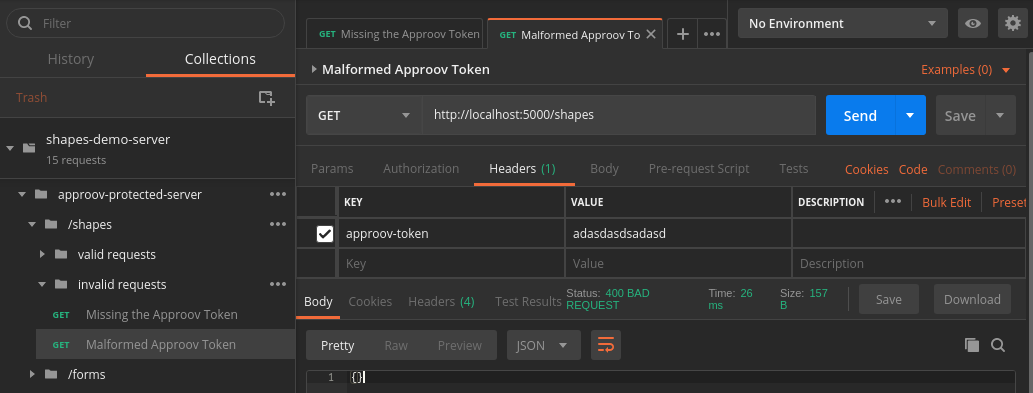 Filter
History Collections
Trash
shapes-demo-server
15 requests
approov-protected-server •••
/shapes •••
valid requests
invalid requests •••
GET Missing the Approov Token
GET Malformed Approov Token
/forms
GET Missing the Approov Token
GET Malformed Approov To
+ •••
No Environment
Malformed Approov Token
Examples (0)
GET http://localhost:5000/shapes
Send
Save
Params Authorization Headers (1) Body Pre-request Script Tests
Cookies Code Comments (0)
KEY VALUE DESCRIPTION ••• Bulk Edit Preset
approov-token adasdasdsadasd
Key Value Description
Body Cookies Headers (4) Test Results
Status: 400 BAD
REQUEST
Time: 26
ms
Size: 157
B
Save Download
Pretty Raw Preview JSON
1 {}